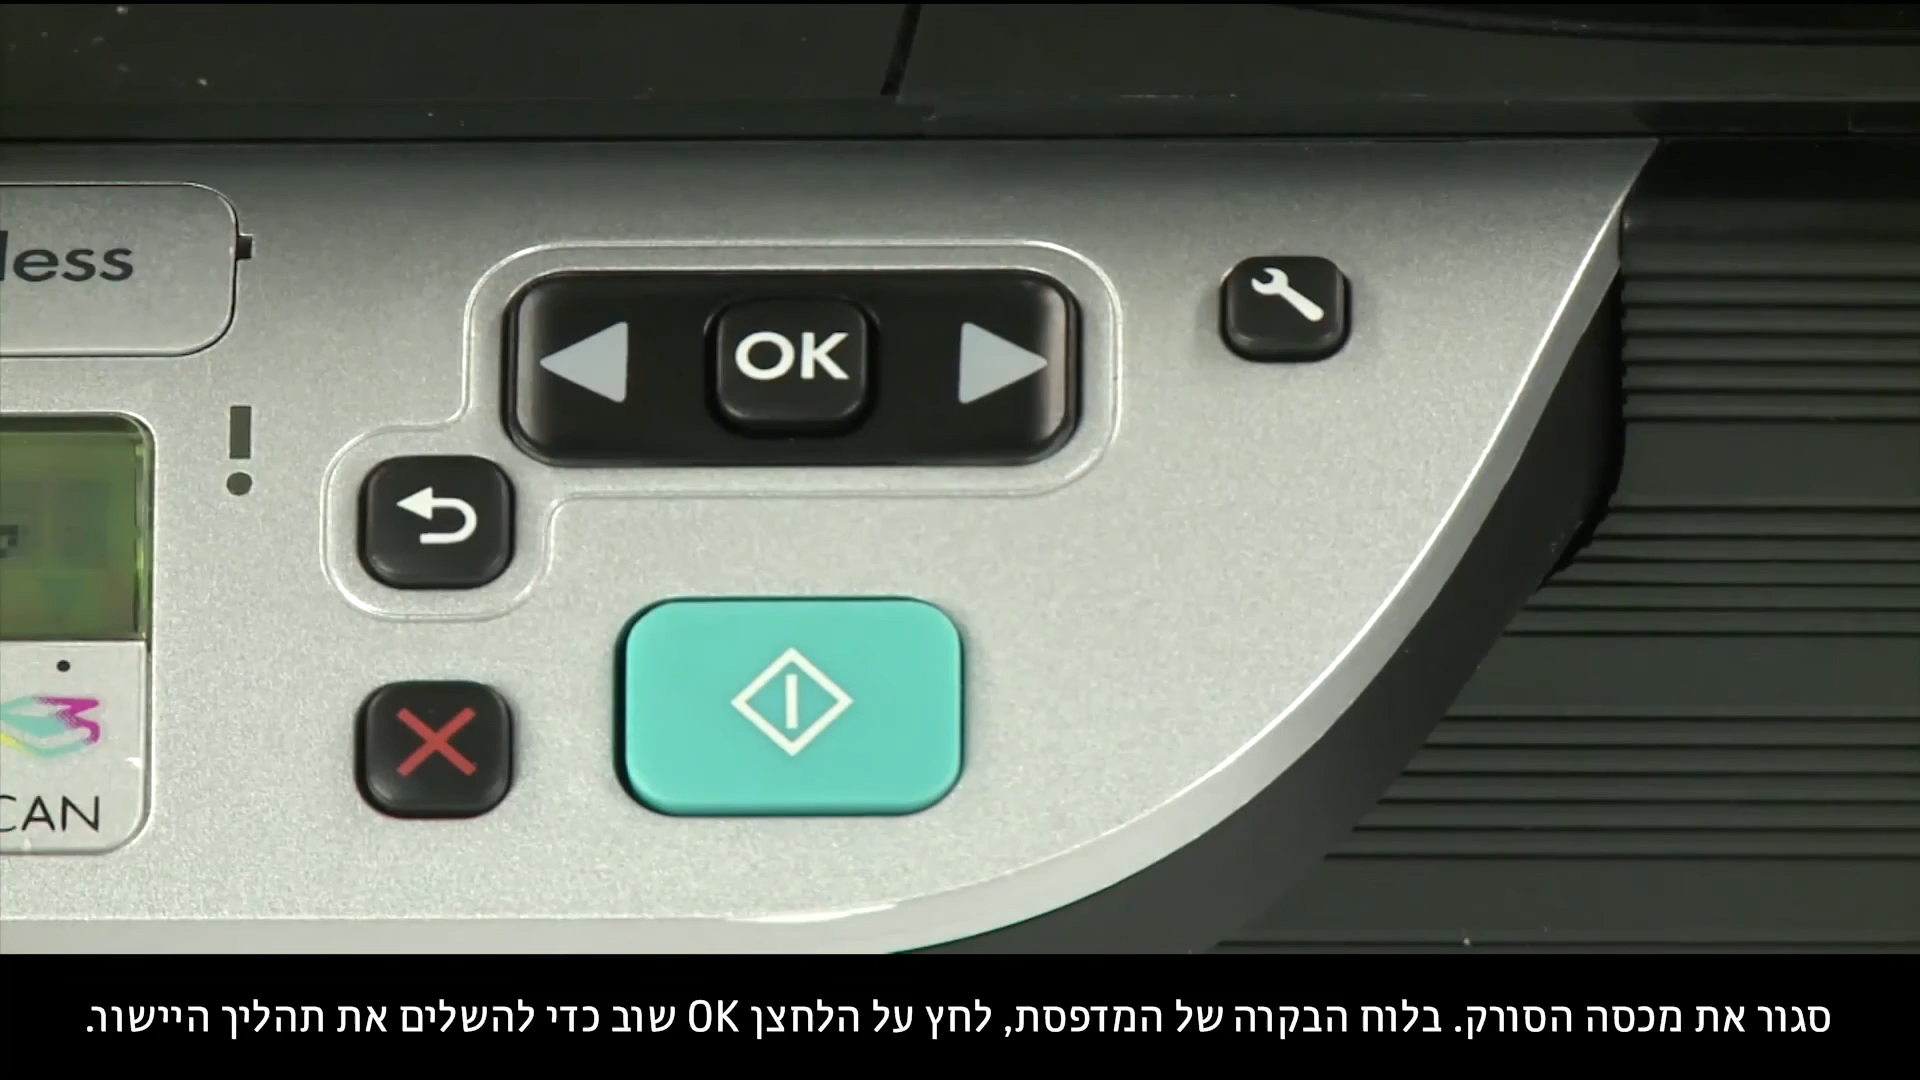 less
OK
CAN
סגור את מכסה הסורק. בלוח הבקרה של המדפסת, לחץ על הלחצן OK שוב כדי להשלים את תהליך היישור.